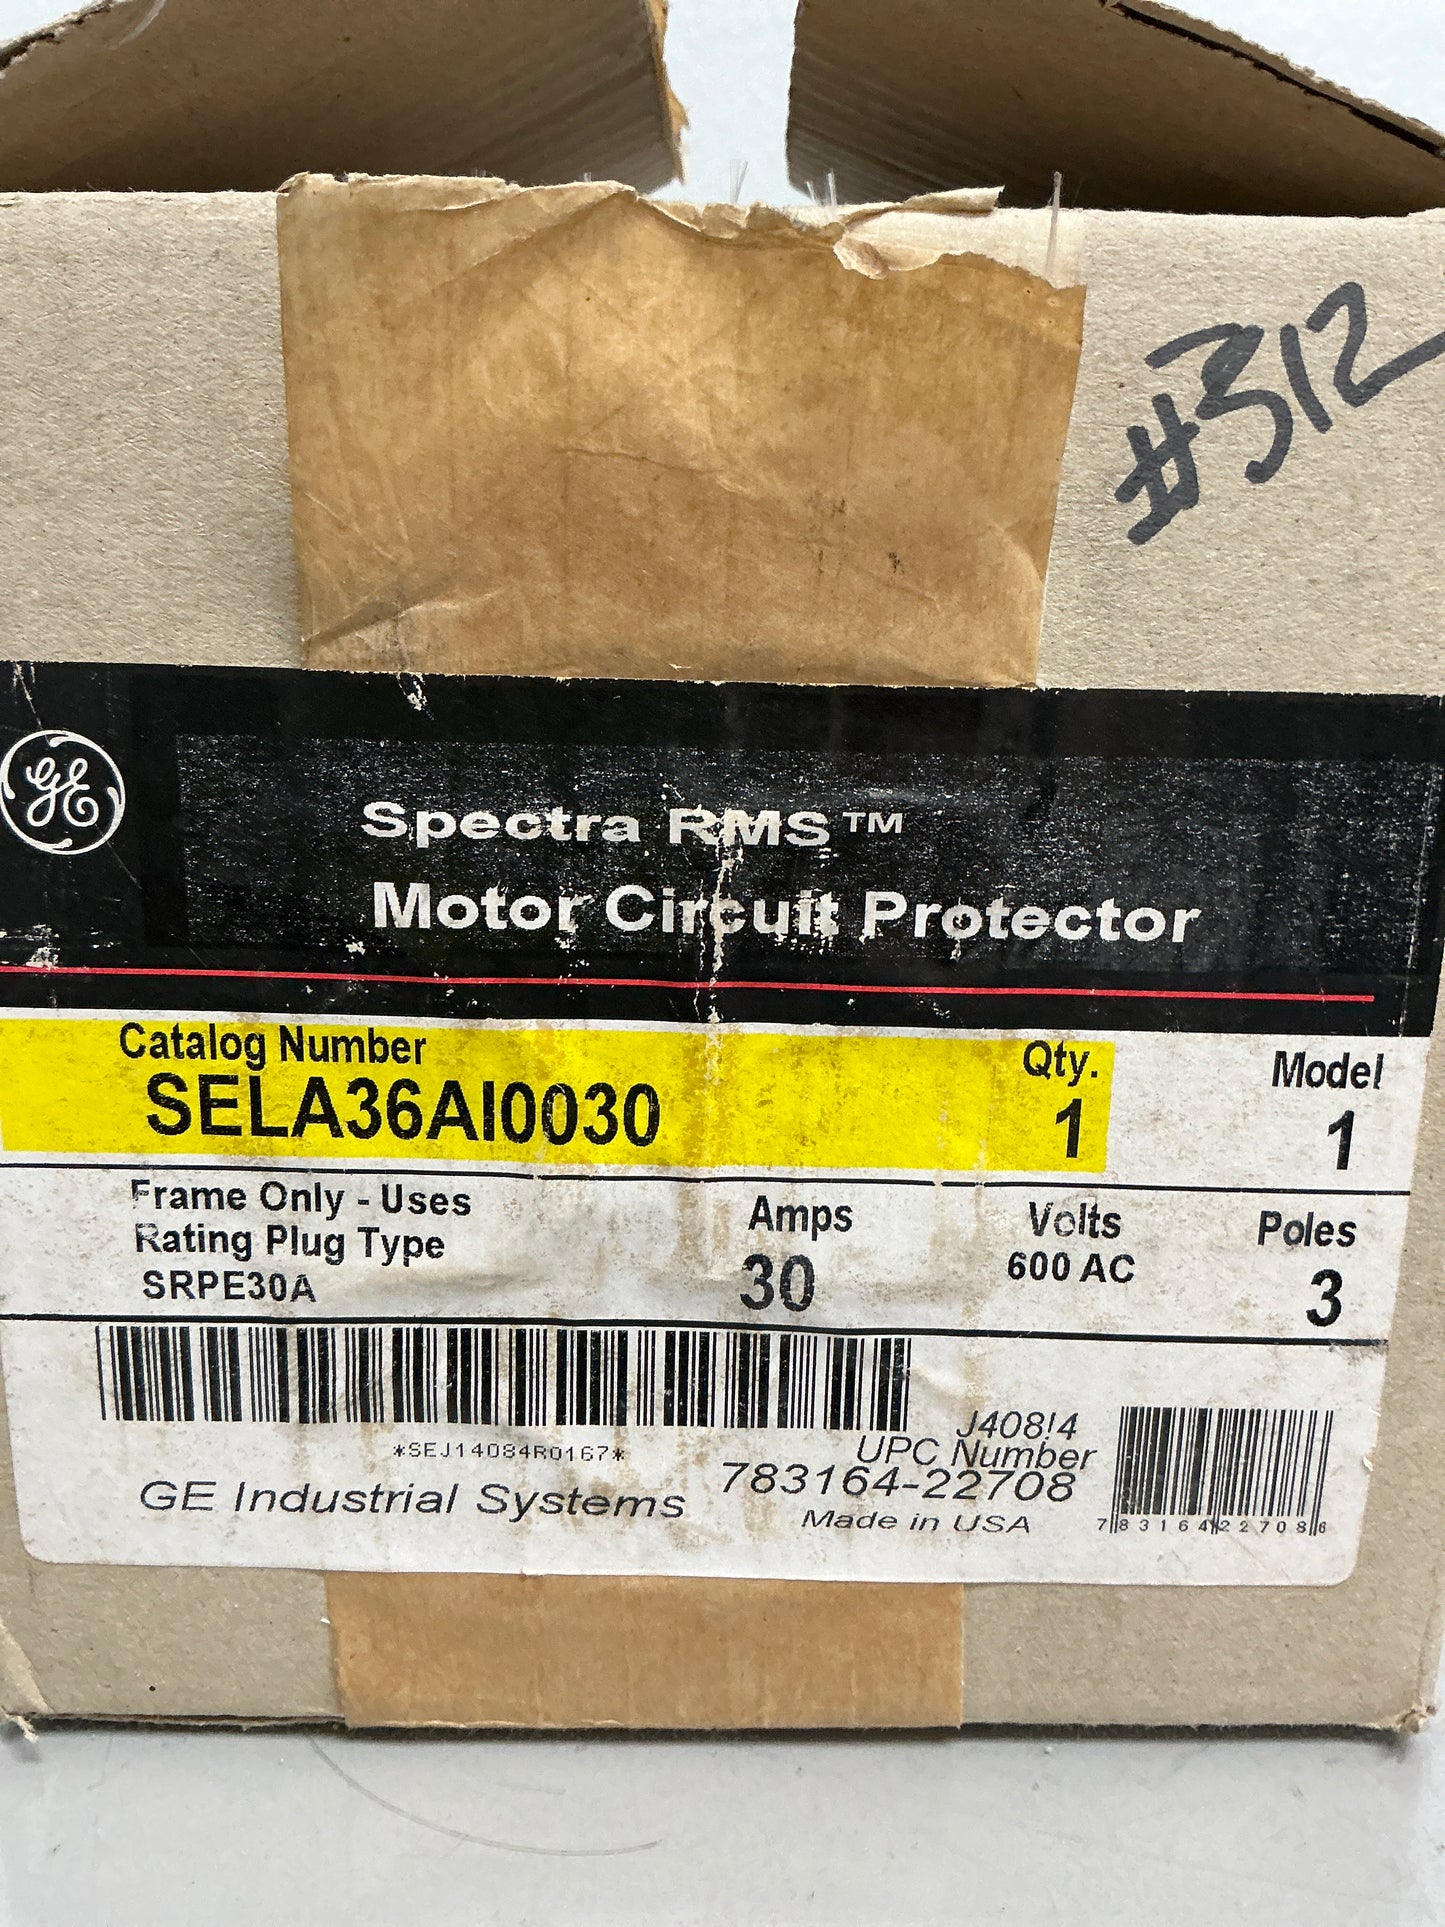 #312
GE
Spectra RMS™
Motor Circuit Protector
Catalog Number
SELA36AI0030
Qty.
1
Model
1
Frame Only - Uses
Rating Plug Type
SRPE30A
Amps
30
Volts
600 AC
Poles
3
*SEJ14084R0167*
GE Industrial Systems
J408!4
UPC Number
783164-22708
Made in USA
7 83164 22708 6